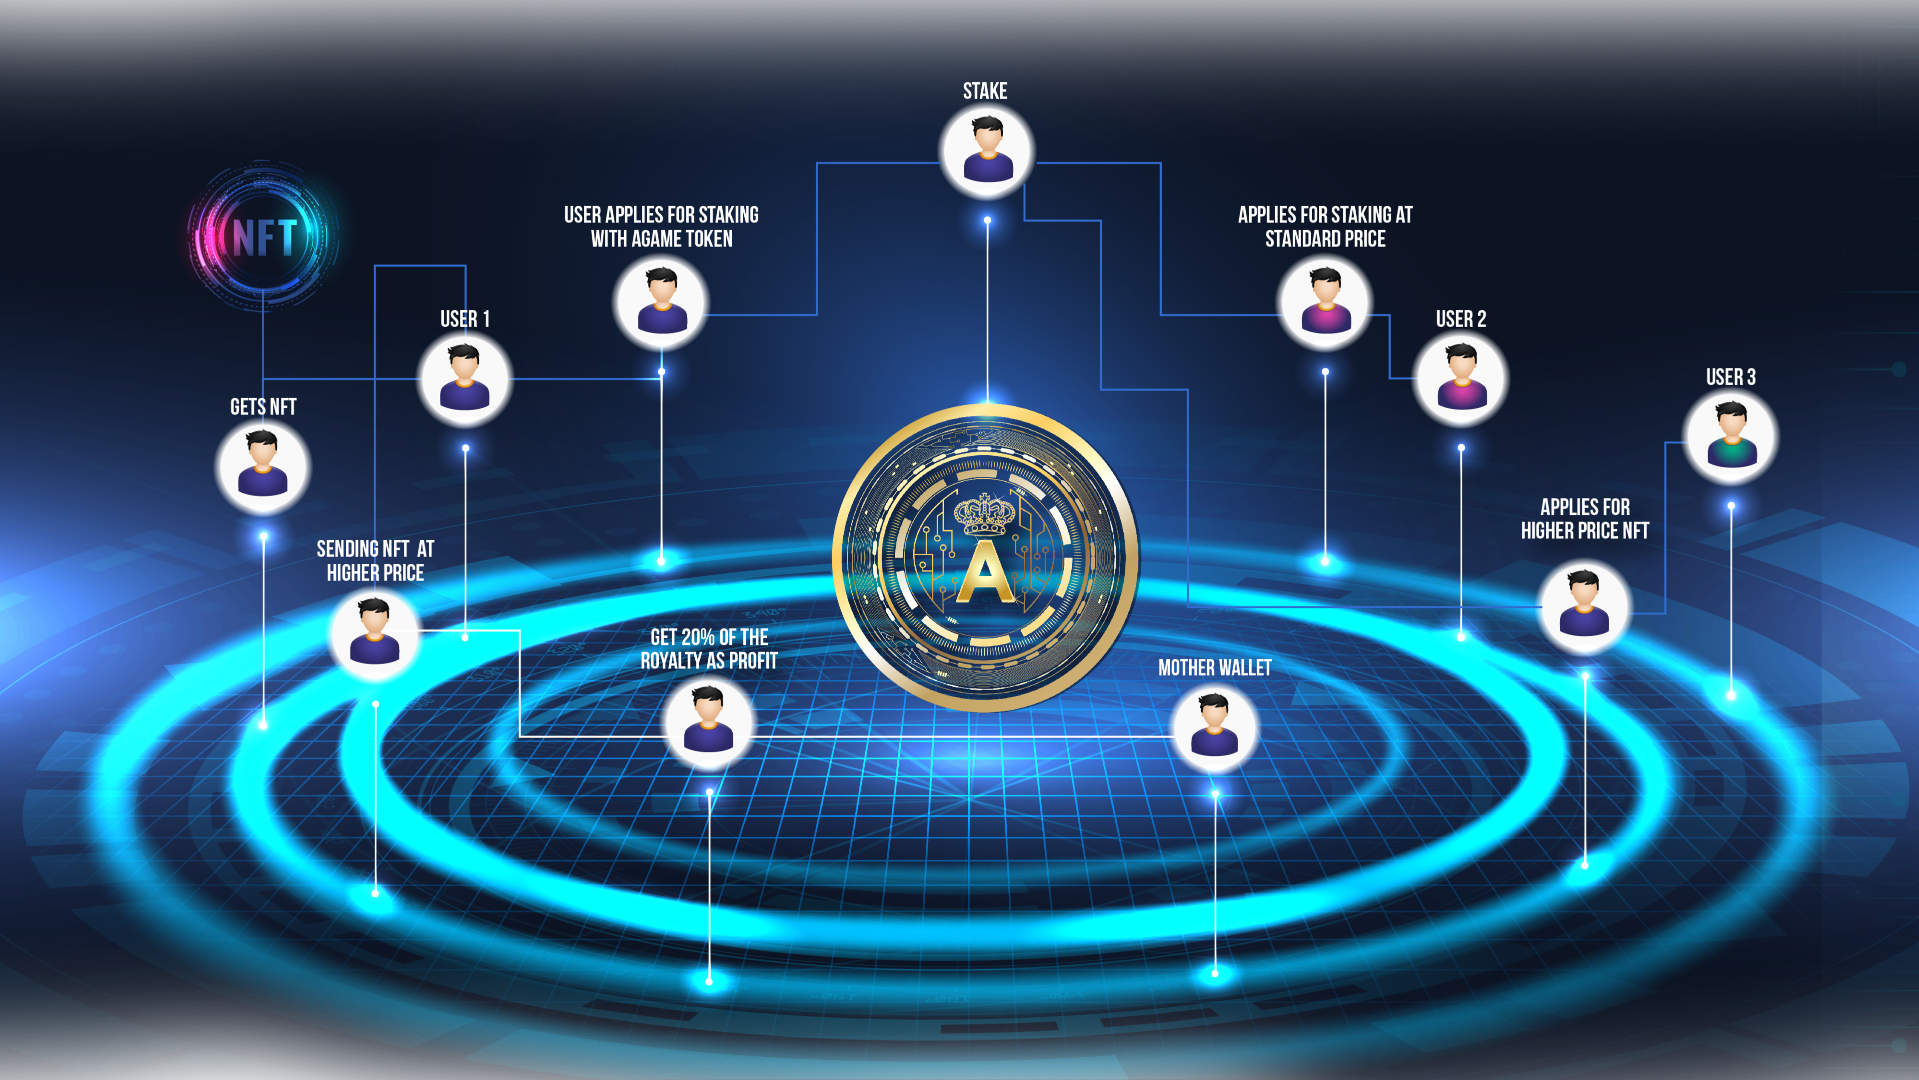 STAKE
NFT
USER APPLIES FOR STAKING
WITH AGAME TOKEN
APPLIES FOR STAKING AT
STANDARD PRICE
USER 1
USER 2
USER 3
GETS NFT
APPLIES FOR
HIGHER PRICE NFT
SENDING NFT AT
HIGHER PRICE
A
GET 20% OF THE
ROYALTY AS PROFIT
MOTHER WALLET